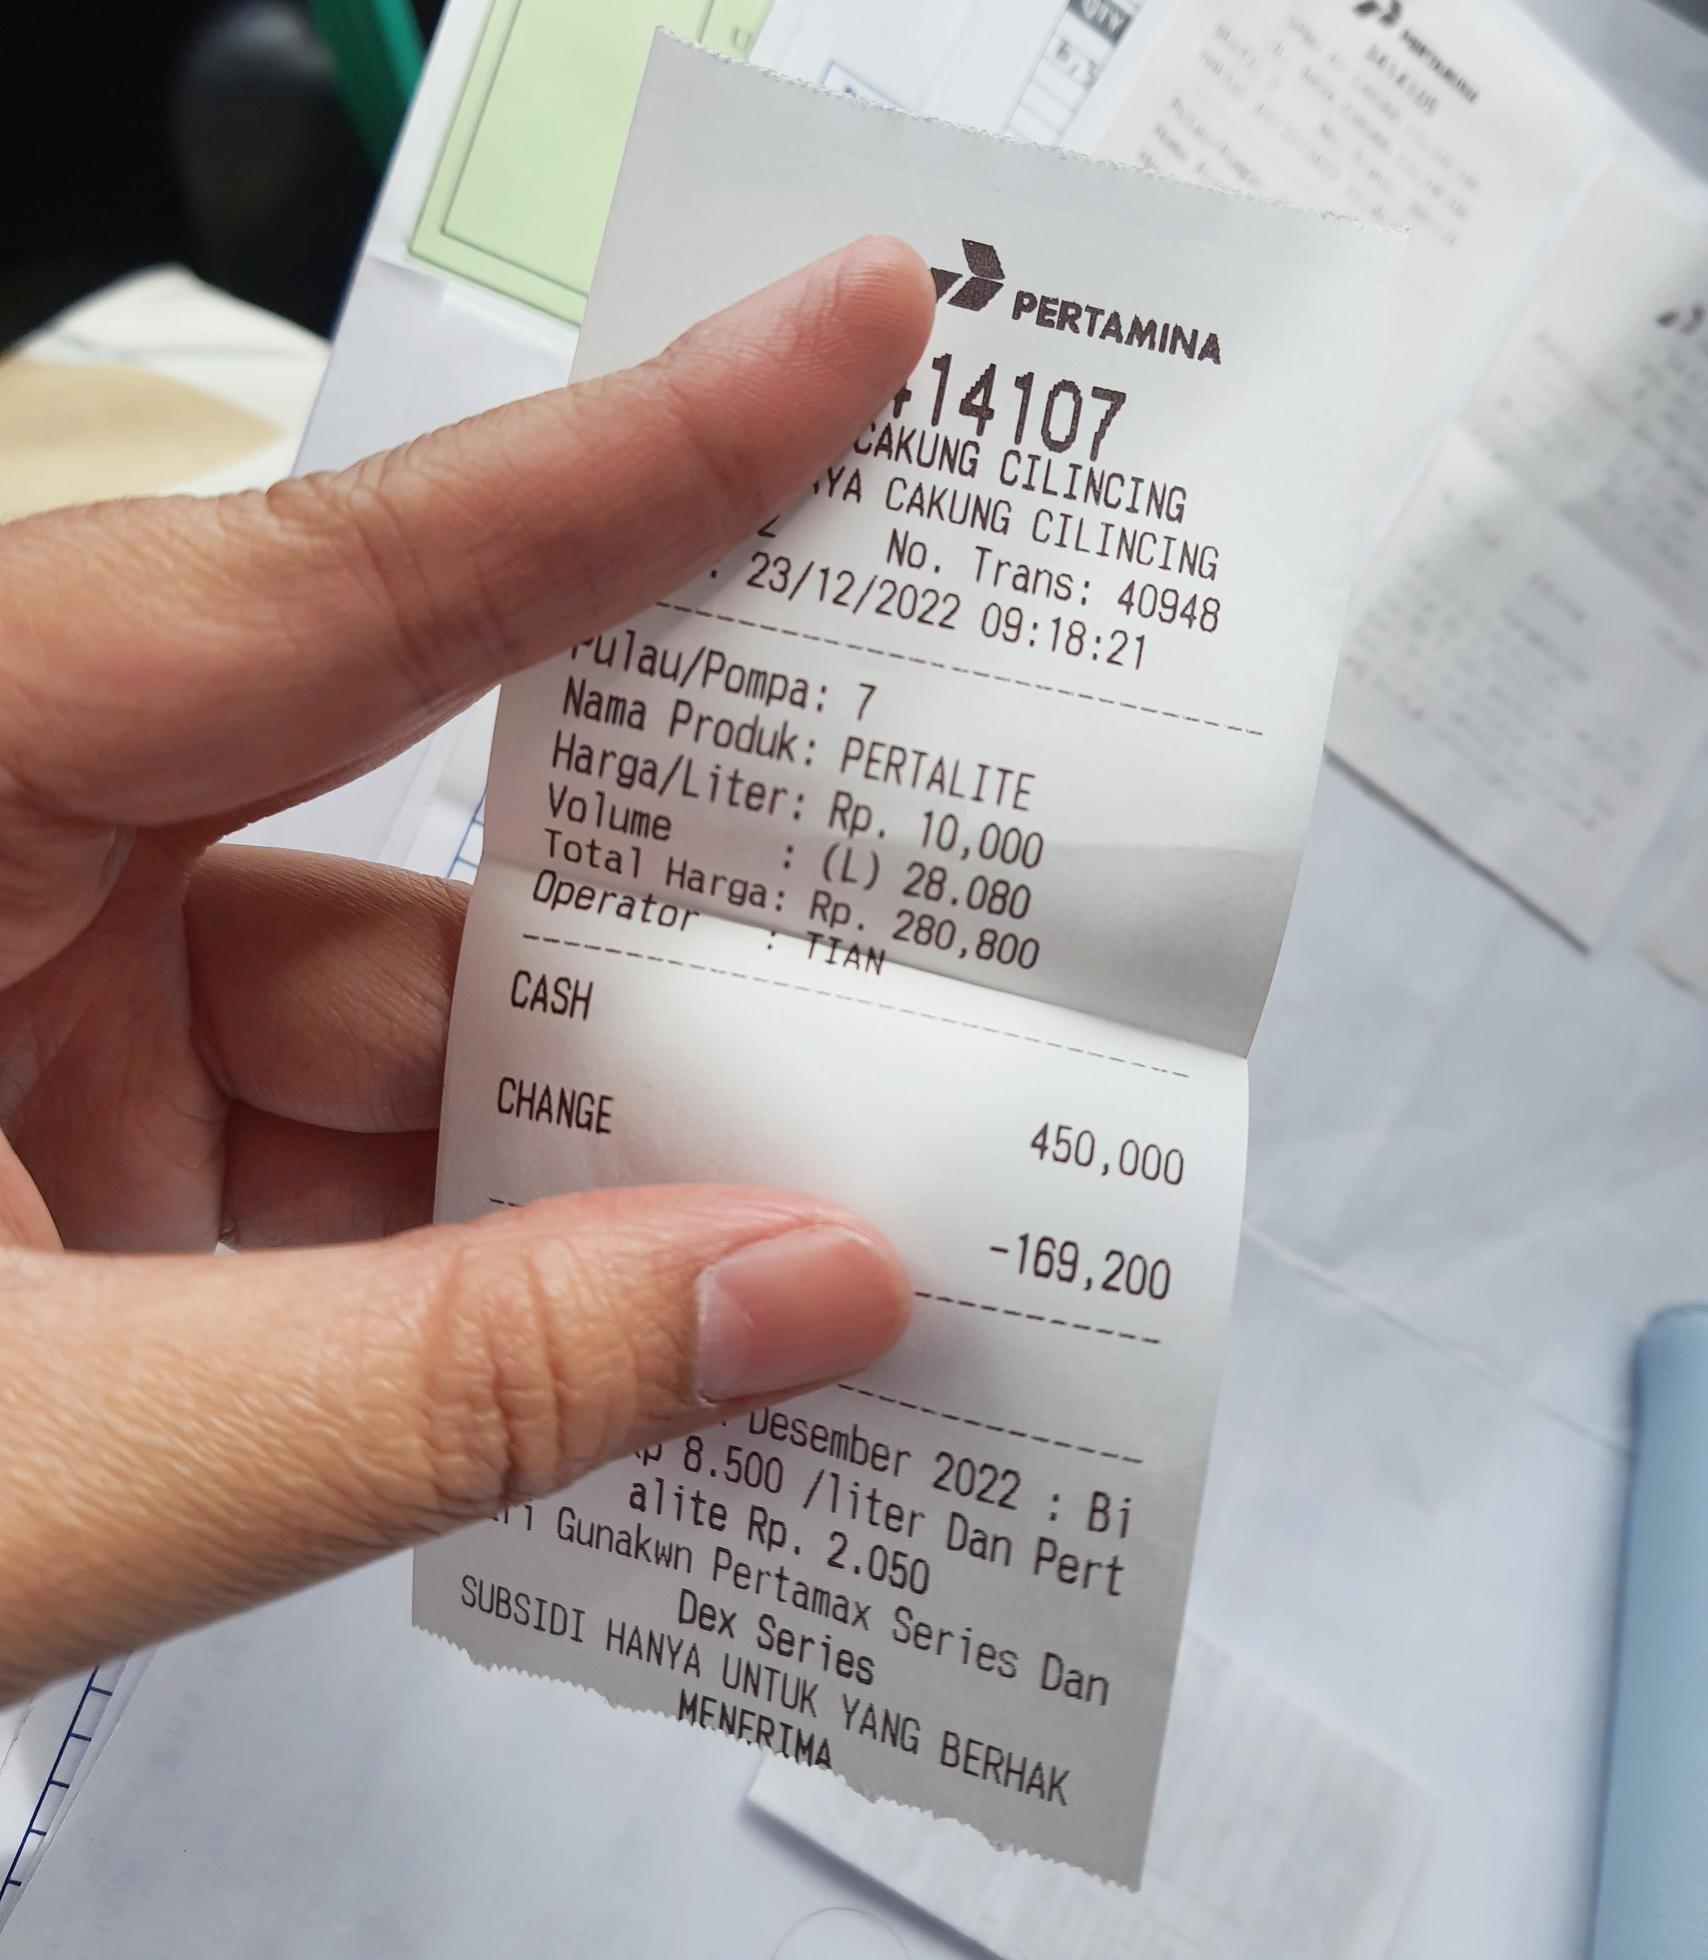 PERTAMINA
14107
CAKUNG CILINCING
CAKUNG CILINCING
2 No. Trans: 40948
: 23/12/2022 09:18:21
Pulau/Pompa: 7
Nama Produk: PERTALITE
Harga/Liter: Rp. 10,000
Volume : (L) 28.080
Total Harga: Rp. 280,800
Operator : TIAN
CASH
450,000
CHANGE
-169,200
Desember 2022 : Bi
8.500 /liter Dan Pert
alite Rp. 2.050
Gunakwn Pertamax Series Dan
Dex Series
SUBSIDI HANYA UNTUK YANG BERHAK
MENERIMA
QTY
PERTAMINA